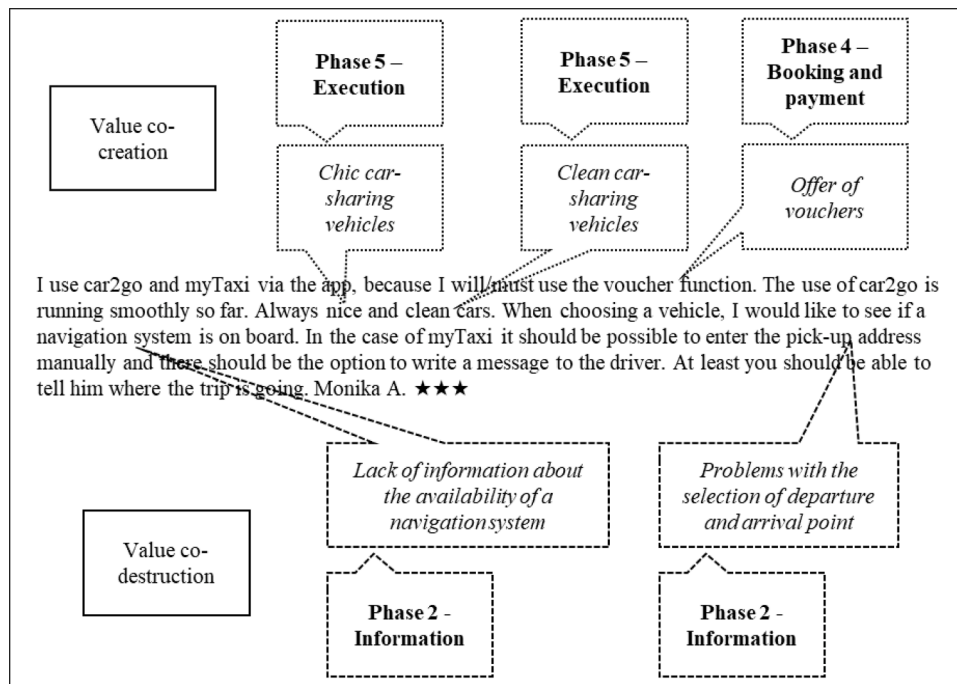 Phase 5 –
Execution
Phase 5 –
Execution
Phase 4 –
Booking and
payment
Value co-
creation
Chic car-
sharing
vehicles
Clean car-
sharing
vehicles
Offer of
vouchers
I use car2go and myTaxi via the app, because I will/must use the voucher function. The use of car2go is
running smoothly so far. Always nice and clean cars. When choosing a vehicle, I would like to see if a
navigation system is on board. In the case of myTaxi it should be possible to enter the pick-up address
manually and there should be the option to write a message to the driver. At least you should be able to
tell him where the trip is going. Monika A. ★★★
Lack of information about
the availability of a
navigation system
Problems with the
selection of departure
and arrival point
Value co-
destruction
Phase 2 -
Information
Phase 2 -
Information